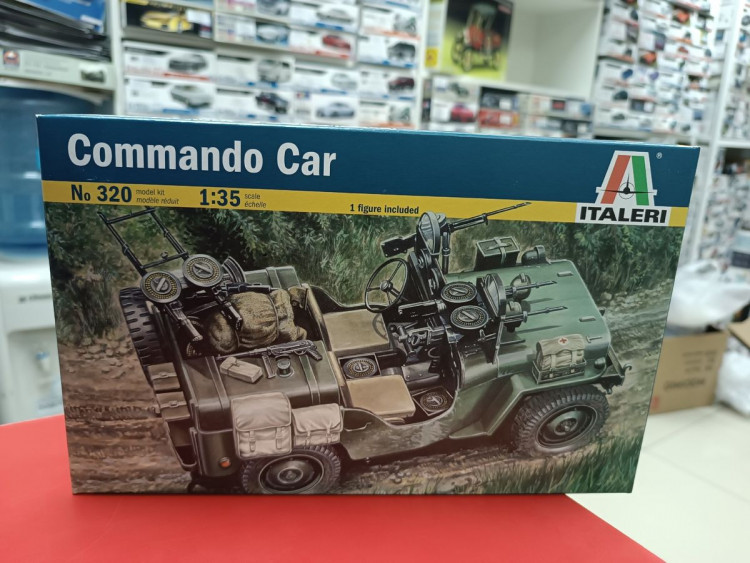 Commando Car
No 320 model kit
modèle réduit
1:35 scale
échelle
1 figure included
ITALERI
®